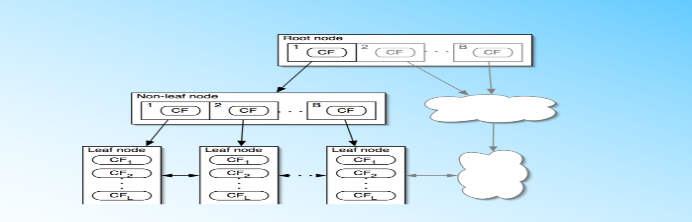 Root node
1 CF 2 CF · · · B CF
Non-leaf node
1 CF 2 CF · · · B CF
Leaf node Leaf node Leaf node
CF1 CF1 CF1
CF2 CF2 CF2
⋮ ⋮ ⋮
CFL CFL CFL